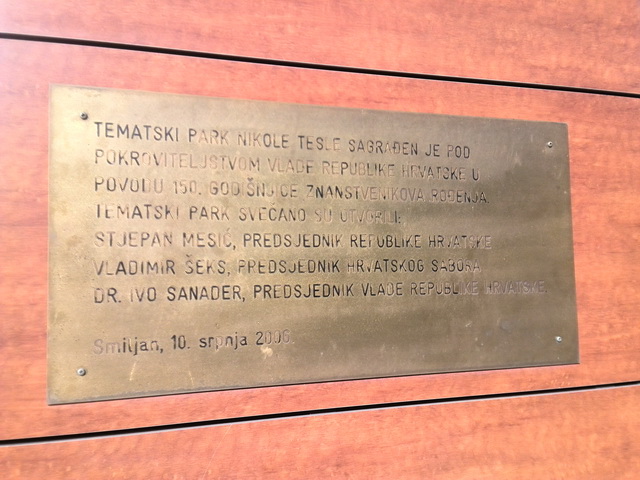 TEMATSKI PARK NIKOLE TESLE SAGRAĐEN JE POD
POKROVITELJSTVOM VLADE REPUBLIKE HRVATSKE U
POVODU 150. GODIŠNJICE ZNANSTVENIKOVA ROĐENJA.
TEMATSKI PARK SVEČANO SU OTVORILI:
STJEPAN MESIĆ, PREDSJEDNIK REPUBLIKE HRVATSKE
VLADIMIR ŠEKS, PREDSJEDNIK HRVATSKOG SABORA
DR. IVO SANADER, PREDSJEDNIK VLADE REPUBLIKE HRVATSKE
Smiljan, 10. srpnja 2006.